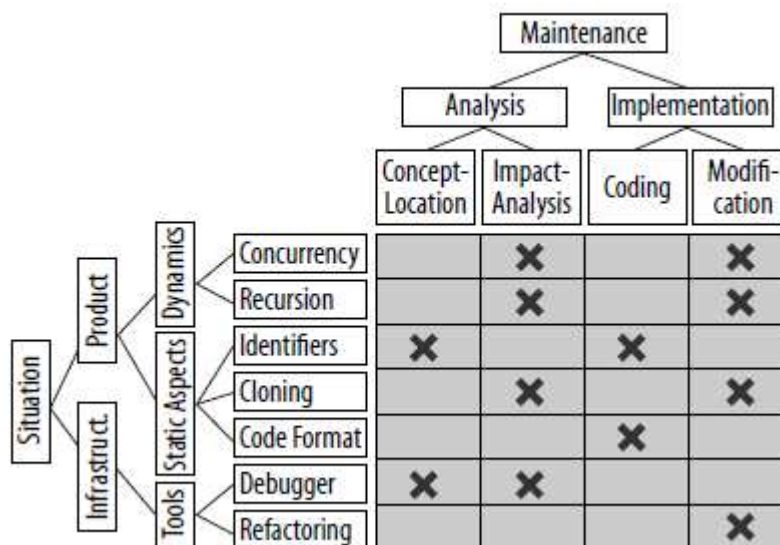 Maintenance
Analysis
Implementation
Concept-
Location
Impact-
Analysis
Coding
Modifi-
cation
Situation
Product
Infrastruct.
Dynamics
Static Aspects
Tools
Concurrency
Recursion
Identifiers
Cloning
Code Format
Debugger
Refactoring